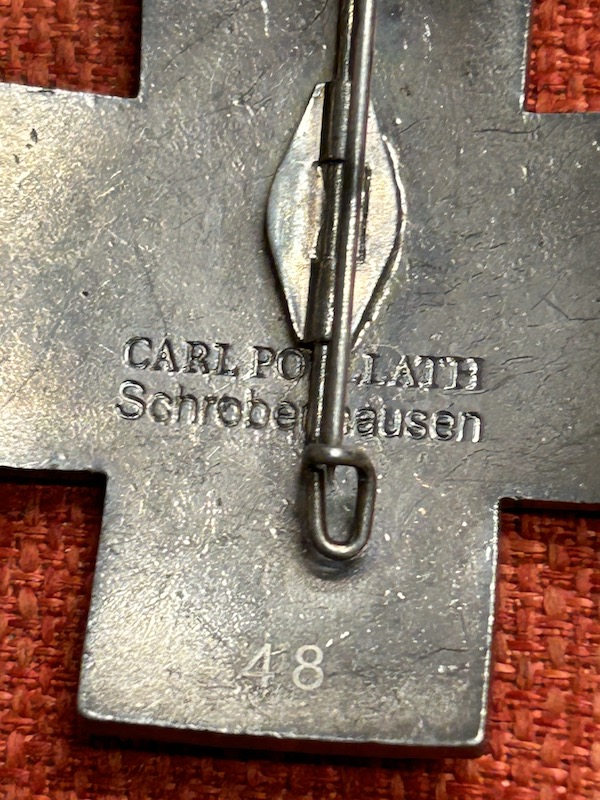 CARL POELLATH
Schrobenhausen
48